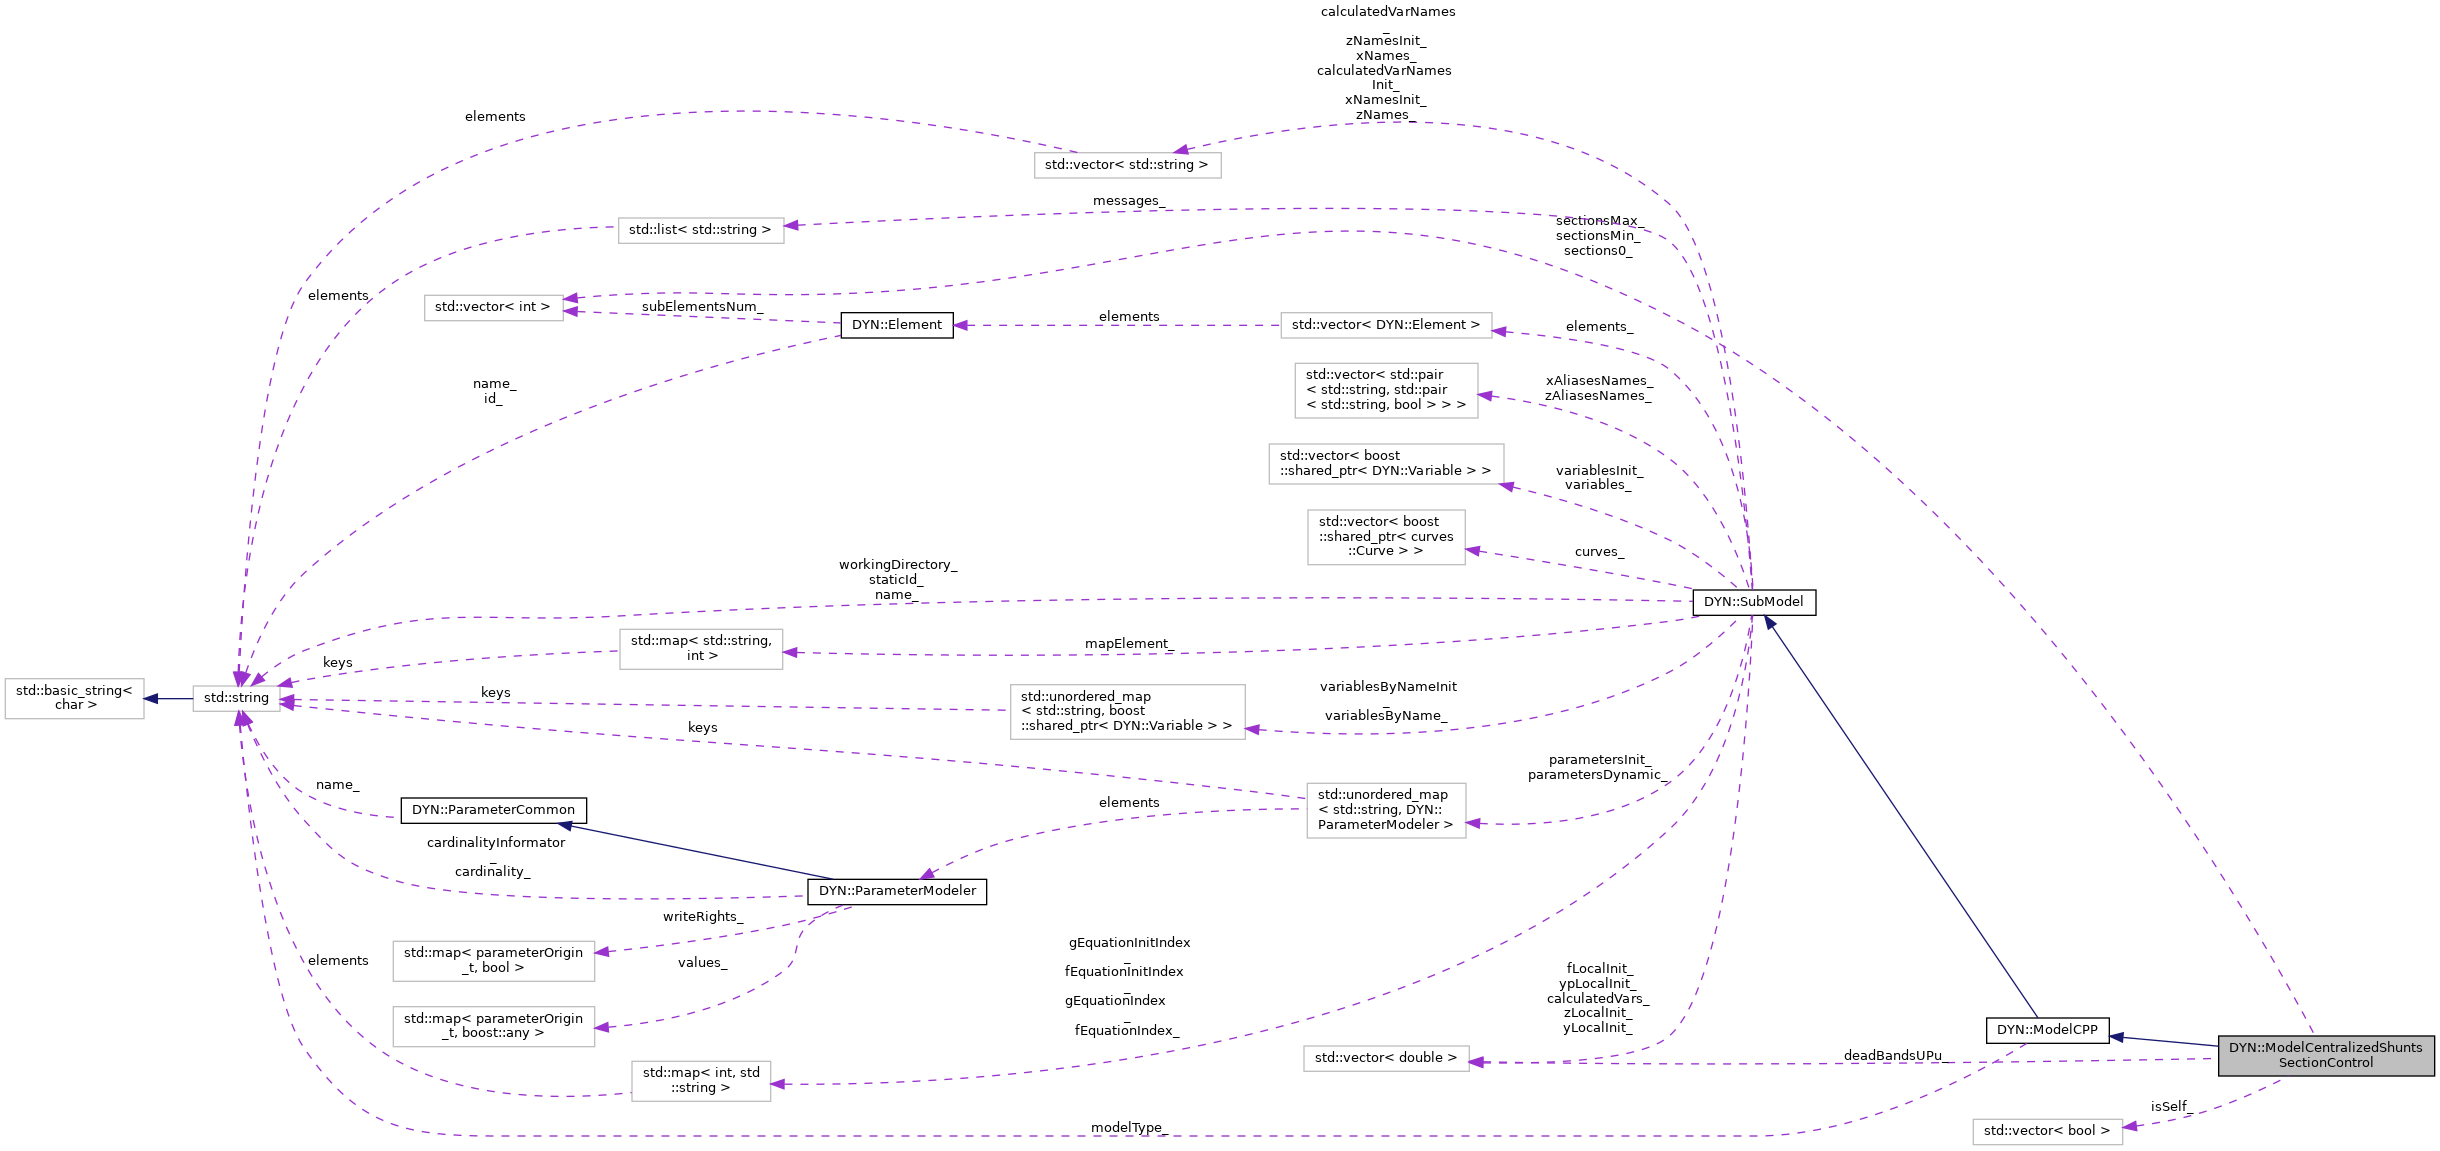 calculatedVarNames
_
zNamesInit_
xNames_
calculatedVarNames
Init_
xNamesInit_
zNames_
elements
std::vector< std::string >
messages_
std::list< std::string >
sectionsMax_
sectionsMin_
sections0_
elements
std::vector< int >
subElementsNum_
DYN::Element
elements
std::vector< DYN::Element >
elements_
name_
id_
std::vector< std::pair
< std::string, std::pair
< std::string, bool > > >
xAliasesNames_
zAliasesNames_
std::vector< boost
::shared_ptr< DYN::Variable > >
variablesInit_
variables_
std::vector< boost
::shared_ptr< curves
::Curve > >
curves_
workingDirectory_
staticId_
name_
DYN::SubModel
std::map< std::string,
int >
mapElement_
keys
std::basic_string<
char >
std::string
keys
std::unordered_map
< std::string, boost
::shared_ptr< DYN::Variable > >
variablesByNameInit
_
variablesByName_
keys
parametersInit_
parametersDynamic_
name_
DYN::ParameterCommon
elements
std::unordered_map
< std::string, DYN::
ParameterModeler >
cardinalityInformator
_
cardinality_
DYN::ParameterModeler
writeRights_
std::map< parameterOrigin
_t, bool >
values_
elements
gEquationInitIndex
_
fEquationInitIndex
_
gEquationIndex
_
fEquationIndex_
fLocalInit_
ypLocalInit_
calculatedVars_
zLocalInit_
yLocalInit_
std::map< parameterOrigin
_t, boost::any >
DYN::ModelCPP
std::vector< double >
deadBandsUPu_
DYN::ModelCentralizedShunts
SectionControl
std::map< int, std
::string >
isSelf_
modelType_
std::vector< bool >